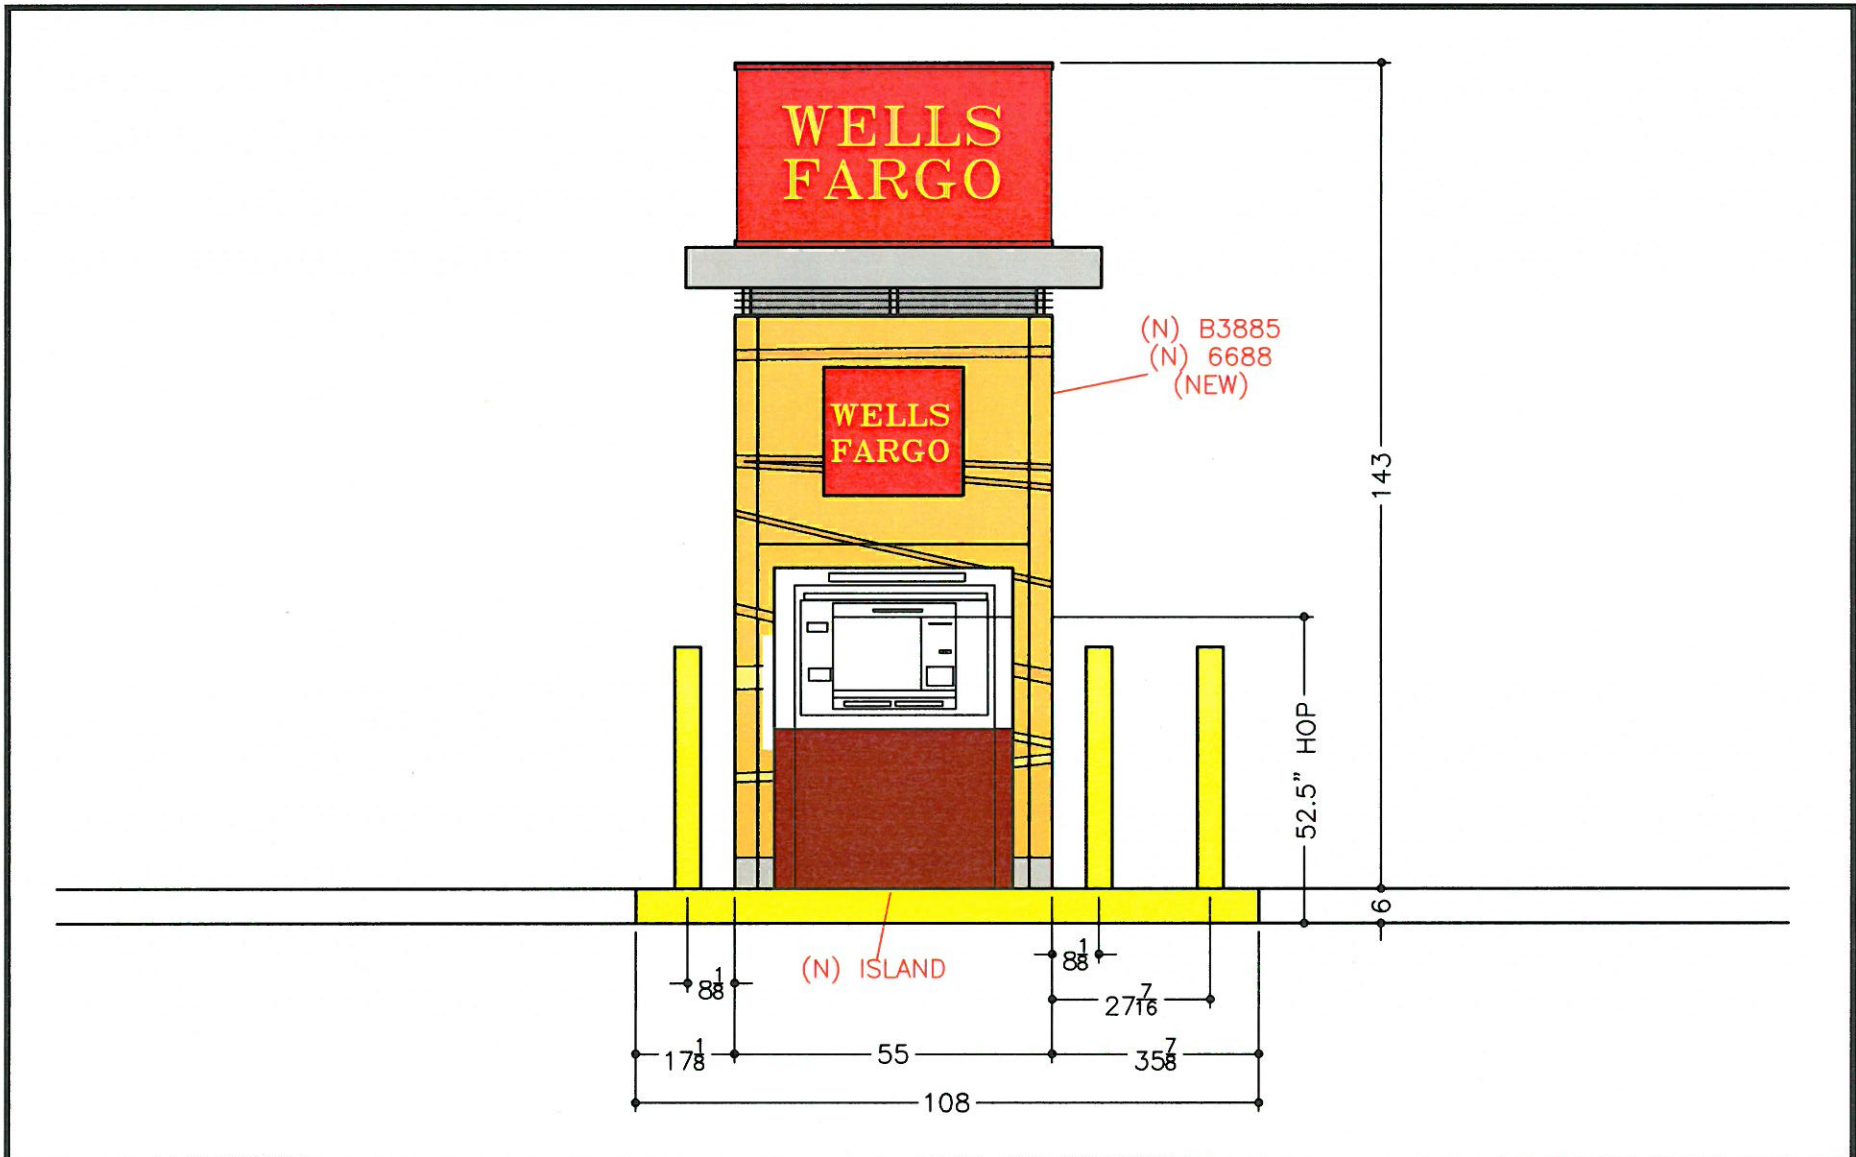 WELLS
FARGO
(N) B3885
(N) 6688
(NEW)
WELLS
FARGO
143
52.5" HOP
6
(N) ISLAND
8 1/8
8 1/8
27 7/16
17 1/8
55
35 7/8
108